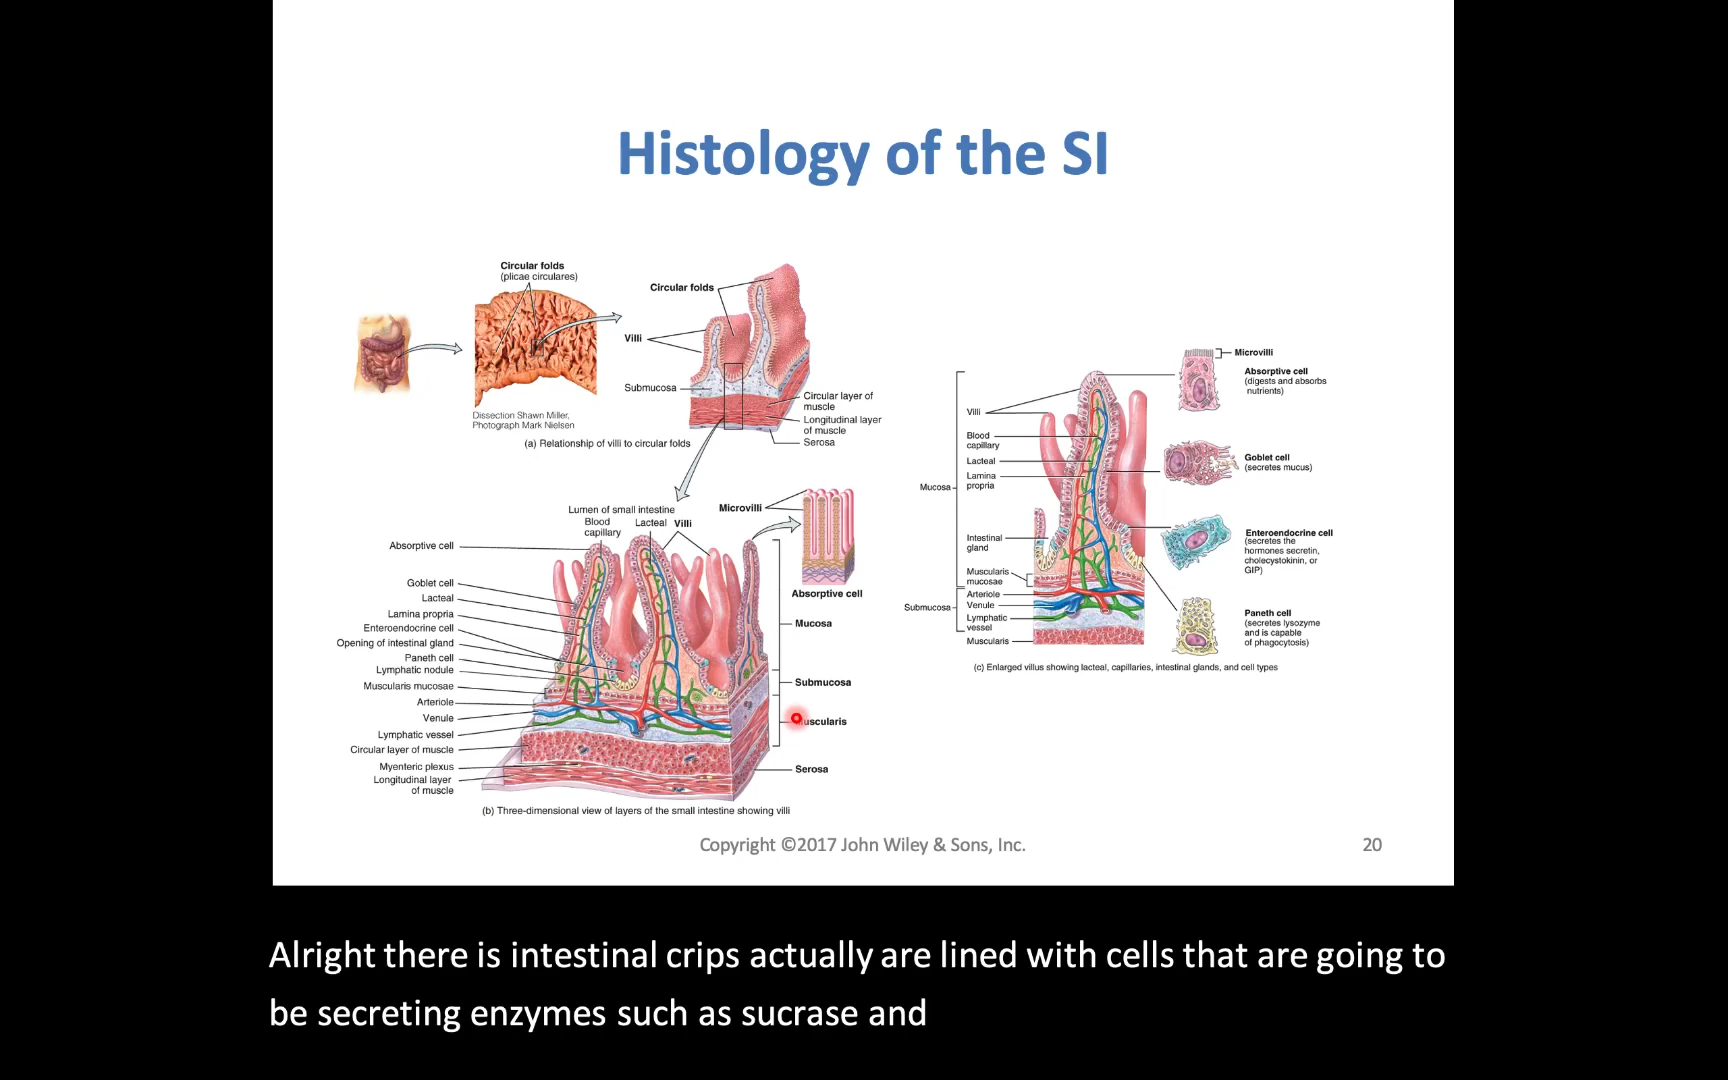 Histology of the SI
Circular folds
(plicae circulares)
Dissection Shawn Miller,
Photograph Mark Nielsen
Circular folds
Villi
Submucosa
Circular layer of
muscle
Longitudinal layer
of muscle
Serosa
(a) Relationship of villi to circular folds
Lumen of small intestine
Blood
capillary
Lacteal
Villi
Microvilli
Absorptive cell
Absorptive cell
Goblet cell
Lacteal
Lamina propria
Enteroendocrine cell
Opening of intestinal gland
Paneth cell
Lymphatic nodule
Muscularis mucosae
Arteriole
Venule
Lymphatic vessel
Circular layer of muscle
Myenteric plexus
Longitudinal layer
of muscle
Mucosa
Submucosa
Muscularis
Serosa
(b) Three-dimensional view of layers of the small intestine showing villi
Villi
Blood
capillary
Lacteal
Lamina
propria
Mucosa
Intestinal
gland
Muscularis
mucosae
Arteriole
Submucosa
Venule
Lymphatic
vessel
Muscularis
Microvilli
Absorptive cell
(digests and absorbs
nutrients)
Goblet cell
(secretes mucus)
Enteroendocrine cell
(secretes the
hormones secretin,
cholecystokinin, or
GIP)
Paneth cell
(secretes lysozyme
and is capable
of phagocytosis)
(c) Enlarged villus showing lacteal, capillaries, intestinal glands, and cell types
Copyright ©2017 John Wiley & Sons, Inc.
20
Alright there is intestinal crips actually are lined with cells that are going to
be secreting enzymes such as sucrase and